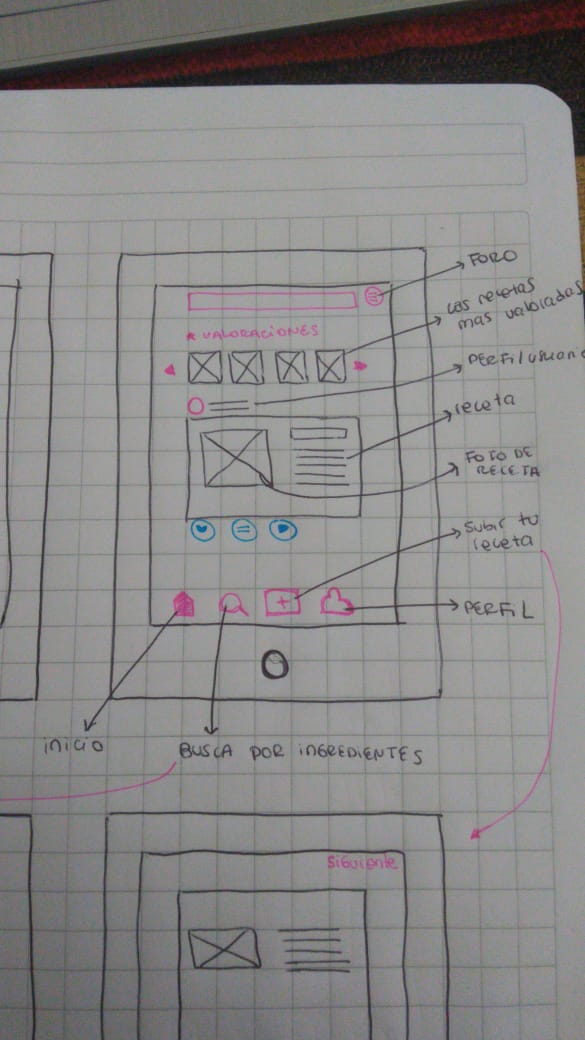 FORO
Las recetas
mas valoradas
★ VALORACIONES
PERFIL usuario
receta
FOTO DE
RECETA
Subir tu
receta
PERFIL
inicio
BUSCA POR INGREDIENTES
Siguiente